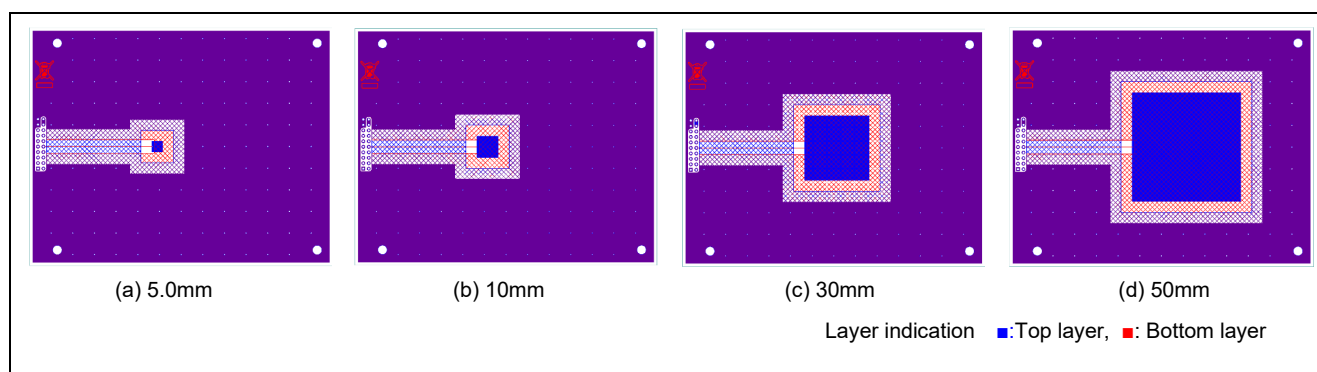 (a) 5.0mm
(b) 10mm
(c) 30mm
(d) 50mm
Layer indication ■:Top layer, ■: Bottom layer